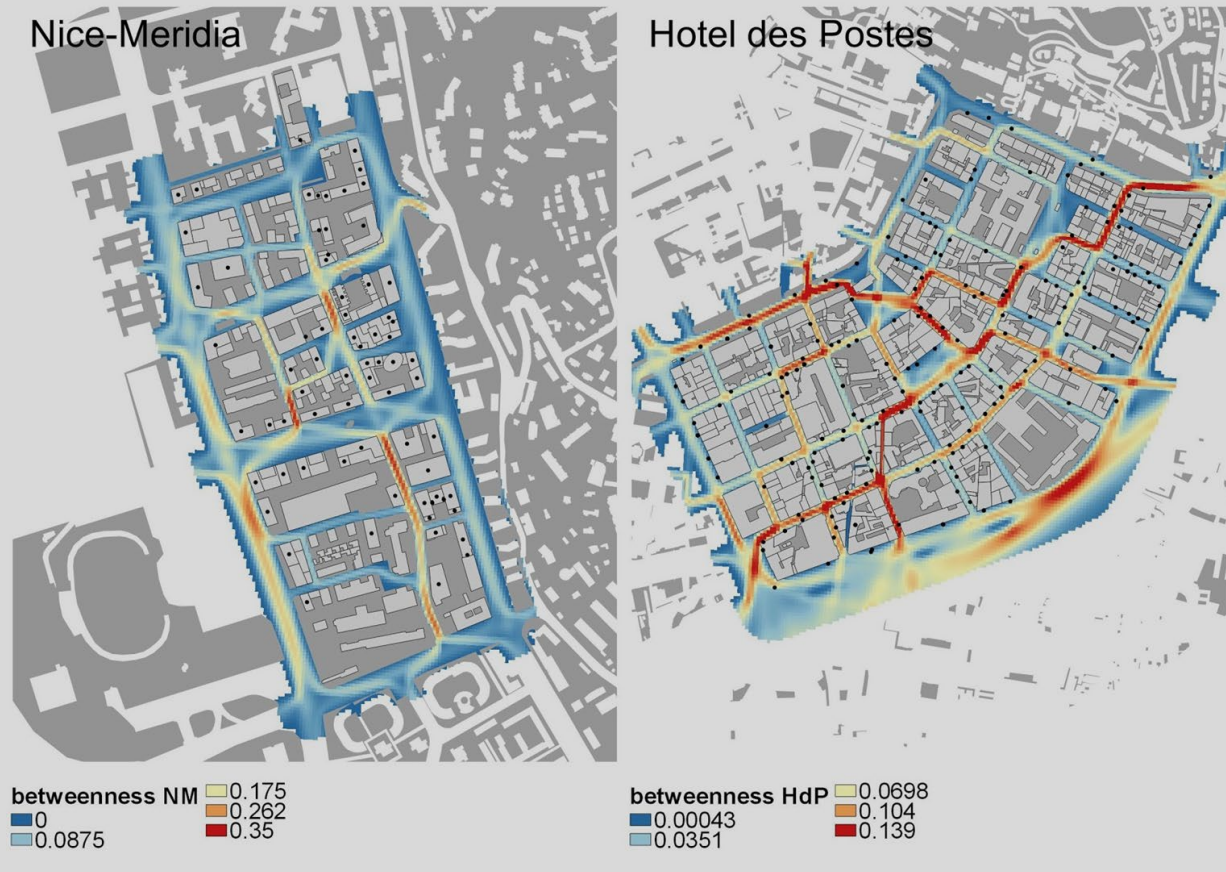 Nice-Meridia
Hotel des Postes
betweenness NM
0
0.0875
0.175
0.262
0.35
betweenness HdP
0.00043
0.0351
0.0698
0.104
0.139